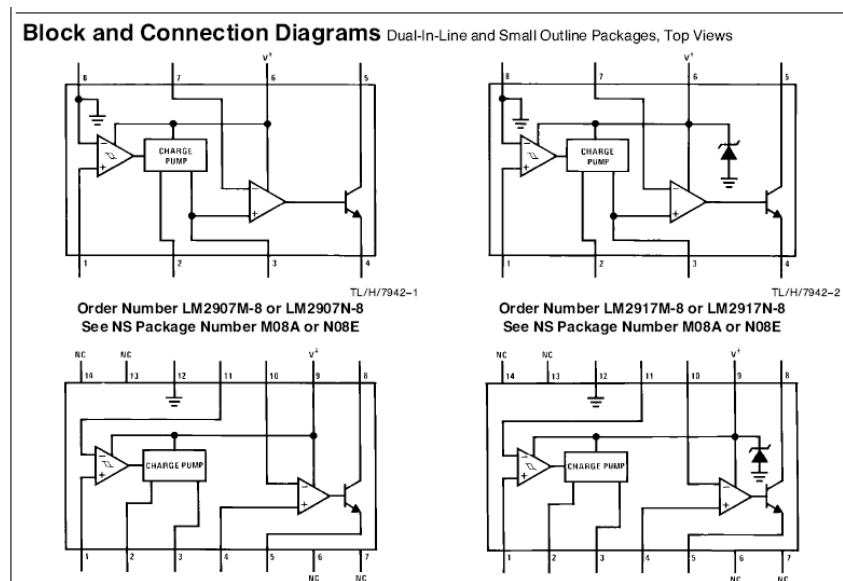 Block and Connection Diagrams Dual-In-Line and Small Outline Packages, Top Views
8 7 V+ 6 5
CHARGE
PUMP
1 2 3 4
TL/H/7942–1
Order Number LM2907M-8 or LM2907N-8
See NS Package Number M08A or N08E
8 7 V+ 6 5
CHARGE
PUMP
1 2 3 4
TL/H/7942–2
Order Number LM2917M-8 or LM2917N-8
See NS Package Number M08A or N08E
NC NC V+
14 13 12 11 10 9 8
CHARGE PUMP
1 2 3 4 5 6 7
NC NC
NC NC V+
14 13 12 11 10 9 8
CHARGE PUMP
1 2 3 4 5 6 7
NC NC